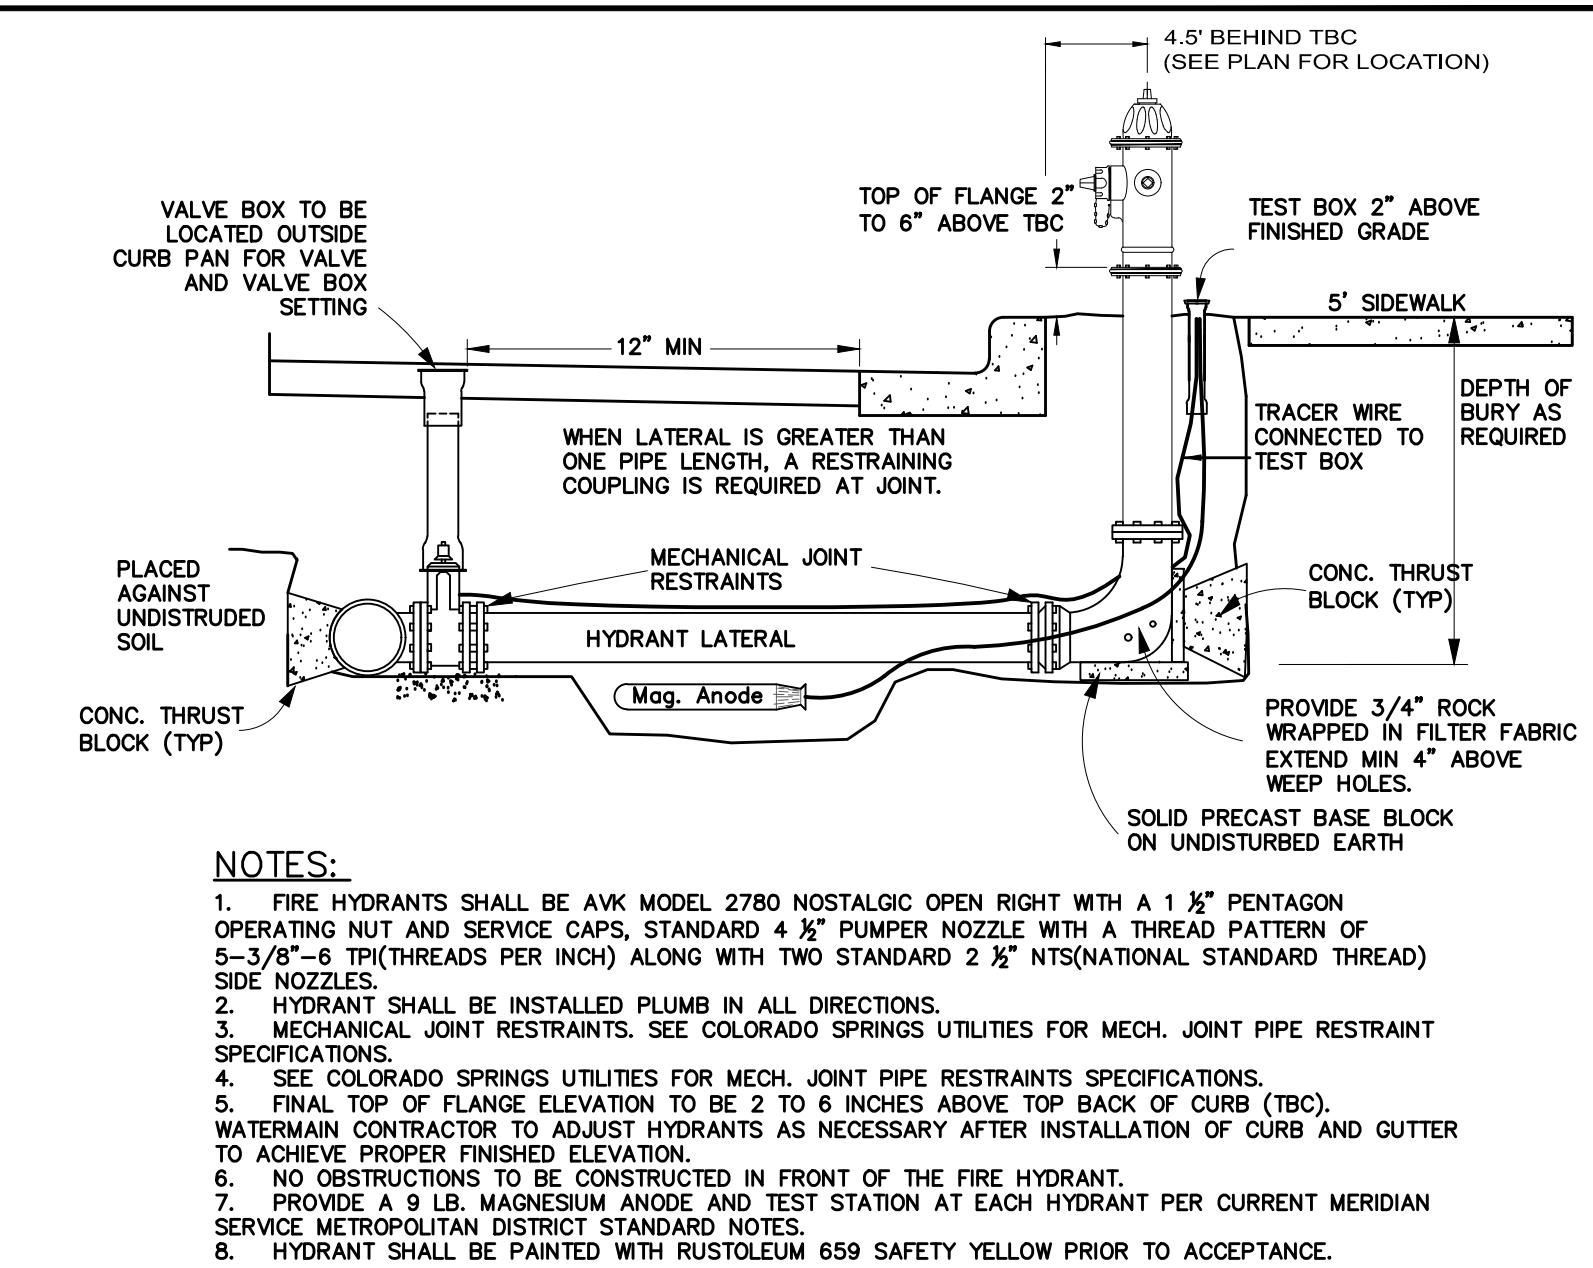 4.5' BEHIND TBC
(SEE PLAN FOR LOCATION)
TOP OF FLANGE 2"
TO 6" ABOVE TBC
TEST BOX 2" ABOVE
FINISHED GRADE
VALVE BOX TO BE
LOCATED OUTSIDE
CURB PAN FOR VALVE
AND VALVE BOX
SETTING
5' SIDEWALK
12" MIN
DEPTH OF
BURY AS
REQUIRED
TRACER WIRE
CONNECTED TO
TEST BOX
WHEN LATERAL IS GREATER THAN
ONE PIPE LENGTH, A RESTRAINING
COUPLING IS REQUIRED AT JOINT.
MECHANICAL JOINT
RESTRAINTS
PLACED
AGAINST
UNDISTRUDED
SOIL
CONC. THRUST
BLOCK (TYP)
HYDRANT LATERAL
Mag. Anode
CONC. THRUST
BLOCK (TYP)
PROVIDE 3/4" ROCK
WRAPPED IN FILTER FABRIC
EXTEND MIN 4" ABOVE
WEEP HOLES.
SOLID PRECAST BASE BLOCK
ON UNDISTURBED EARTH
NOTES:
1. FIRE HYDRANTS SHALL BE AVK MODEL 2780 NOSTALGIC OPEN RIGHT WITH A 1 ½" PENTAGON
OPERATING NUT AND SERVICE CAPS, STANDARD 4 ½" PUMPER NOZZLE WITH A THREAD PATTERN OF
5-3/8"-6 TPI(THREADS PER INCH) ALONG WITH TWO STANDARD 2 ½" NTS(NATIONAL STANDARD THREAD)
SIDE NOZZLES.
2. HYDRANT SHALL BE INSTALLED PLUMB IN ALL DIRECTIONS.
3. MECHANICAL JOINT RESTRAINTS. SEE COLORADO SPRINGS UTILITIES FOR MECH. JOINT PIPE RESTRAINT
SPECIFICATIONS.
4. SEE COLORADO SPRINGS UTILITIES FOR MECH. JOINT PIPE RESTRAINTS SPECIFICATIONS.
5. FINAL TOP OF FLANGE ELEVATION TO BE 2 TO 6 INCHES ABOVE TOP BACK OF CURB (TBC).
WATERMAIN CONTRACTOR TO ADJUST HYDRANTS AS NECESSARY AFTER INSTALLATION OF CURB AND GUTTER
TO ACHIEVE PROPER FINISHED ELEVATION.
6. NO OBSTRUCTIONS TO BE CONSTRUCTED IN FRONT OF THE FIRE HYDRANT.
7. PROVIDE A 9 LB. MAGNESIUM ANODE AND TEST STATION AT EACH HYDRANT PER CURRENT MERIDIAN
SERVICE METROPOLITAN DISTRICT STANDARD NOTES.
8. HYDRANT SHALL BE PAINTED WITH RUSTOLEUM 659 SAFETY YELLOW PRIOR TO ACCEPTANCE.